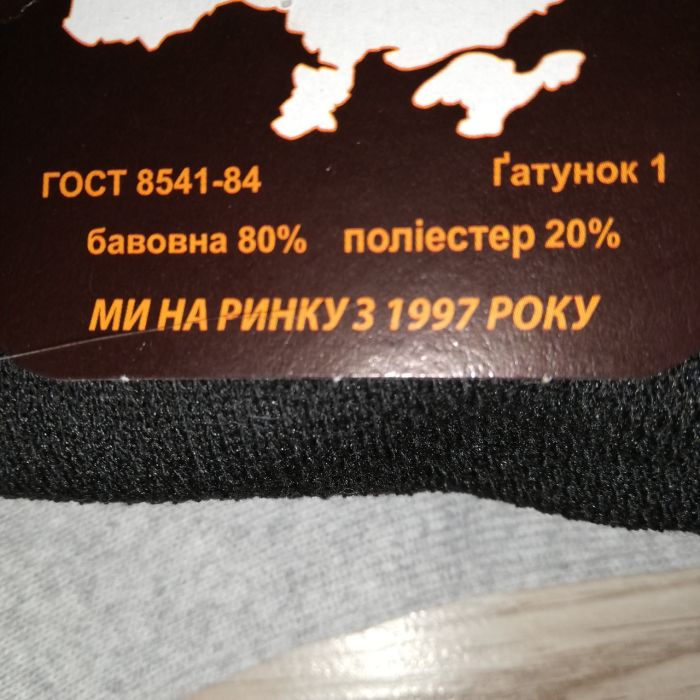 ГОСТ 8541-84
Ґатунок 1
бавовна 80% поліестер 20%
МИ НА РИНКУ З 1997 РОКУ